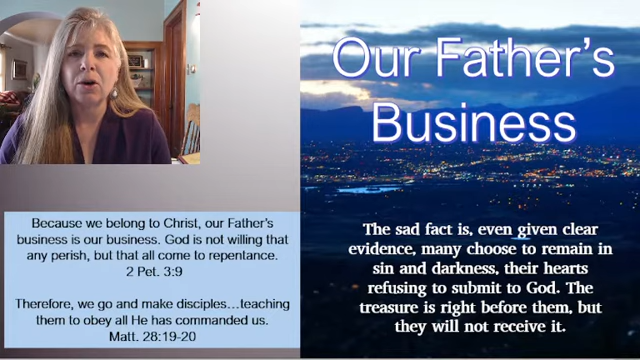 Our Father's
Business
Because we belong to Christ, our Father's
business is our business. God is not willing that
any perish, but that all come to repentance.
2 Pet. 3:9
Therefore, we go and make disciples…teaching
them to obey all He has commanded us.
Matt. 28:19-20
The sad fact is, even given clear
evidence, many choose to remain in
sin and darkness, their hearts
refusing to submit to God. The
treasure is right before them, but
they will not receive it.